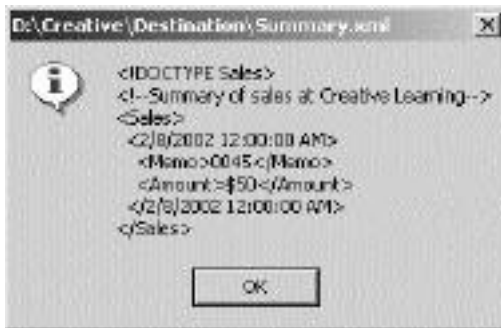 D:\Creative\Destination\Summary.xml
<!DOCTYPE Sales>
<!--Summary of sales at Creative Learning-->
<Sales>
<2/8/2002 12:00:00 AM>
<Memo>0045</Memo>
<Amount>$50</Amount>
</2/8/2002 12:00:00 AM>
</Sales>
OK